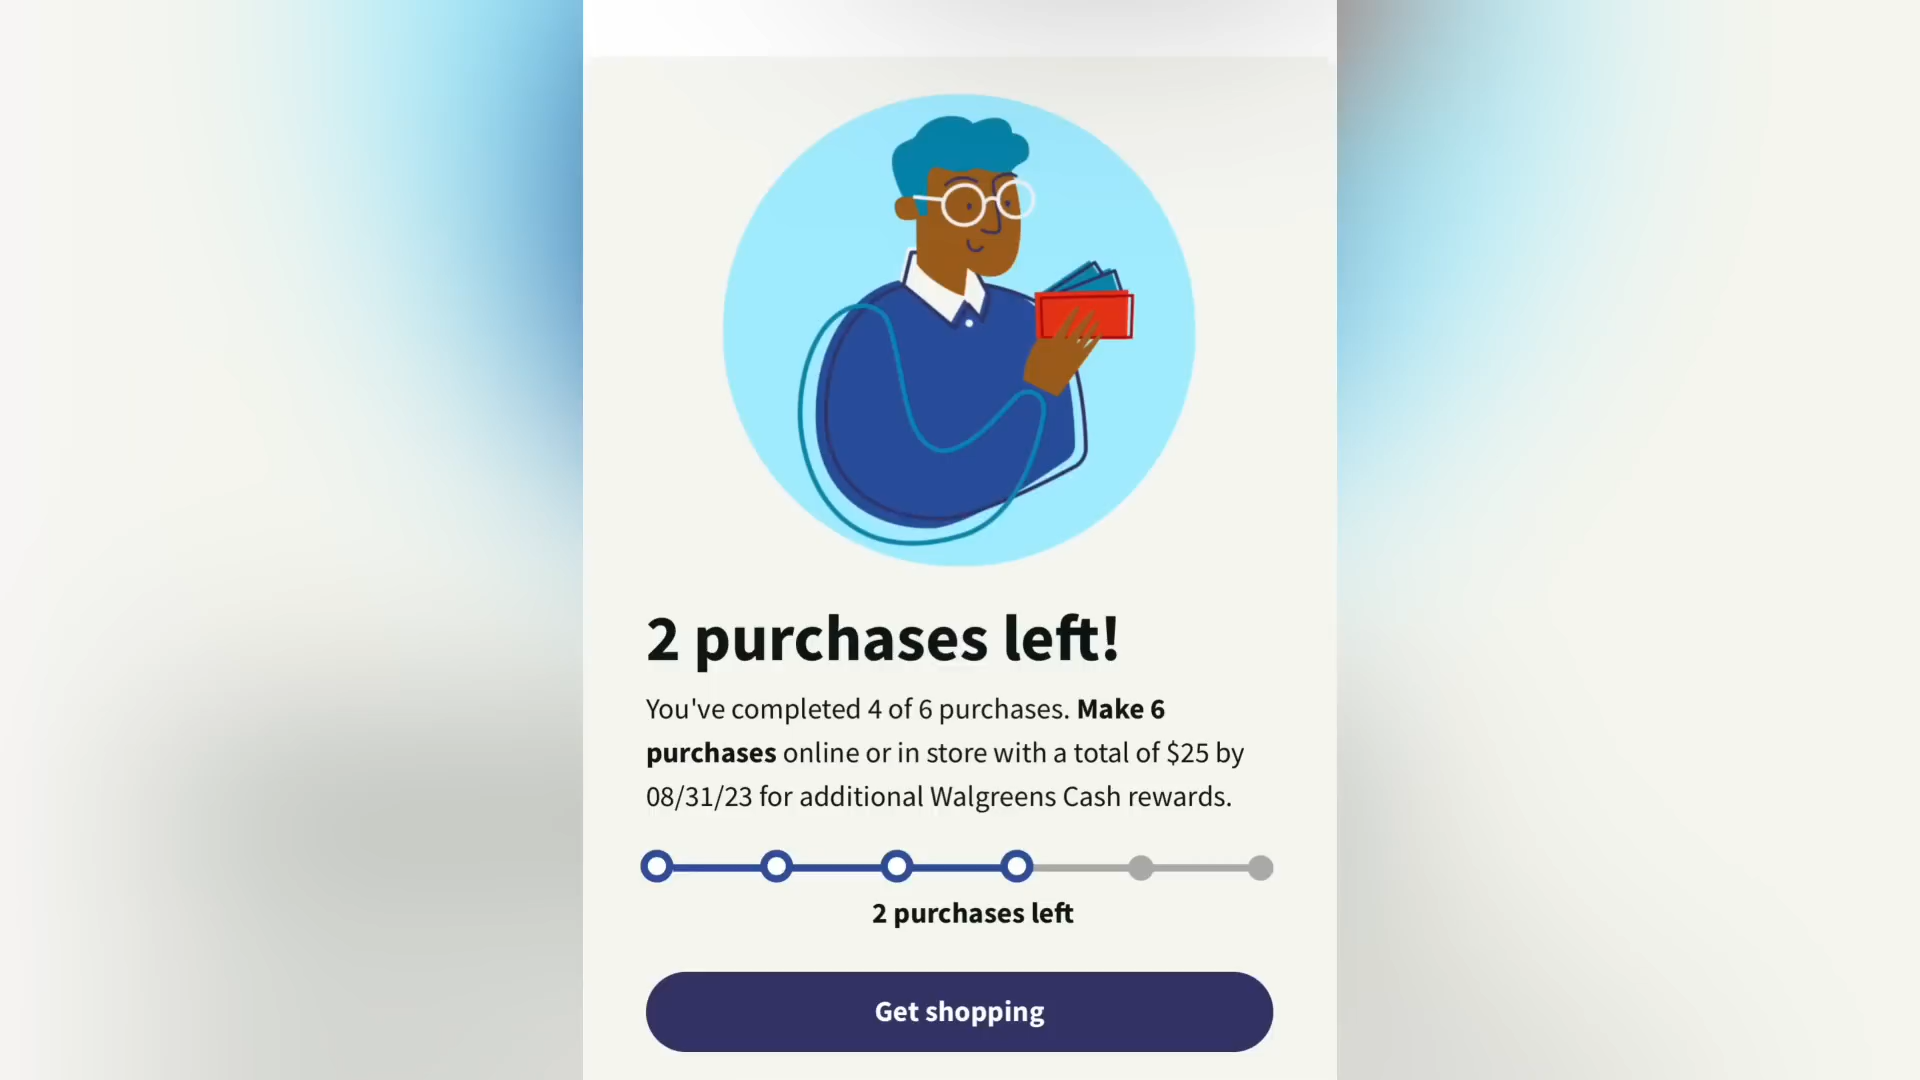 2 purchases left!
You've completed 4 of 6 purchases. Make 6
purchases online or in store with a total of $25 by
08/31/23 for additional Walgreens Cash rewards.
2 purchases left
Get shopping